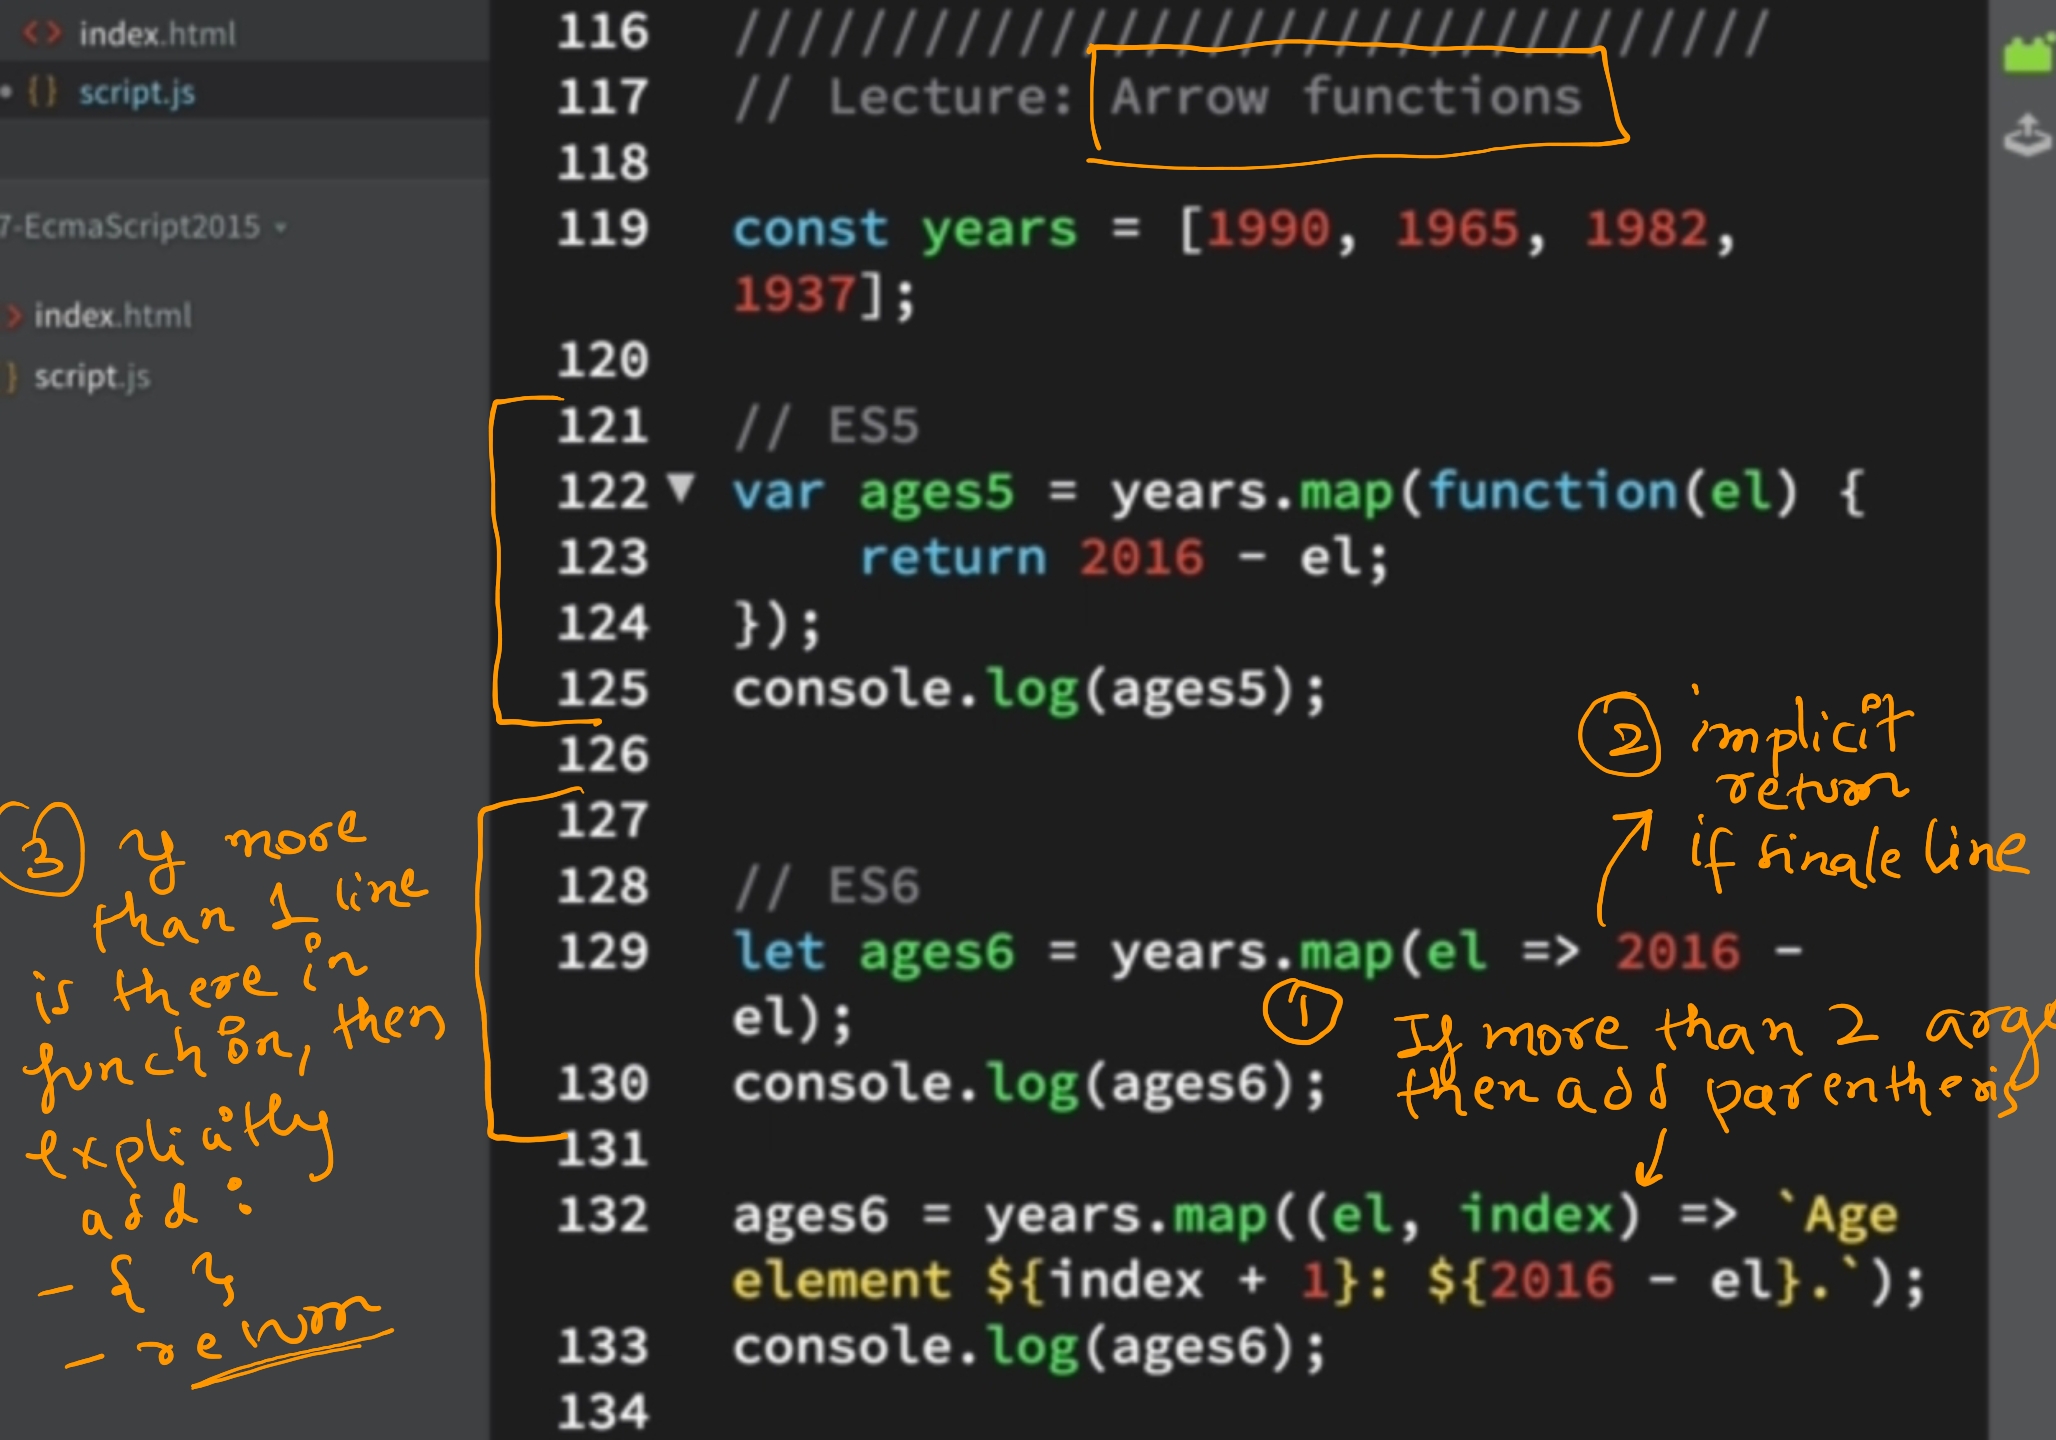 index.html
script.js
7-EcmaScript2015
index.html
script.js
116 /////////////////////////////////
117 // Lecture: Arrow functions
118
119 const years = [1990, 1965, 1982,
1937];
120
121 // ES5
122 var ages5 = years.map(function(el) {
123 return 2016 - el;
124 });
125 console.log(ages5);
126
127
128 // ES6
129 let ages6 = years.map(el => 2016 -
el);
130 console.log(ages6);
131
132 ages6 = years.map((el, index) => `Age
element ${index + 1}: ${2016 - el}.`);
133 console.log(ages6);
134
2 implicit
return
if single line
1 If more than 2 args
then add parenthesis
3 If more
than 1 line
is there in
function, then
explicitly
add :
- { }
- return